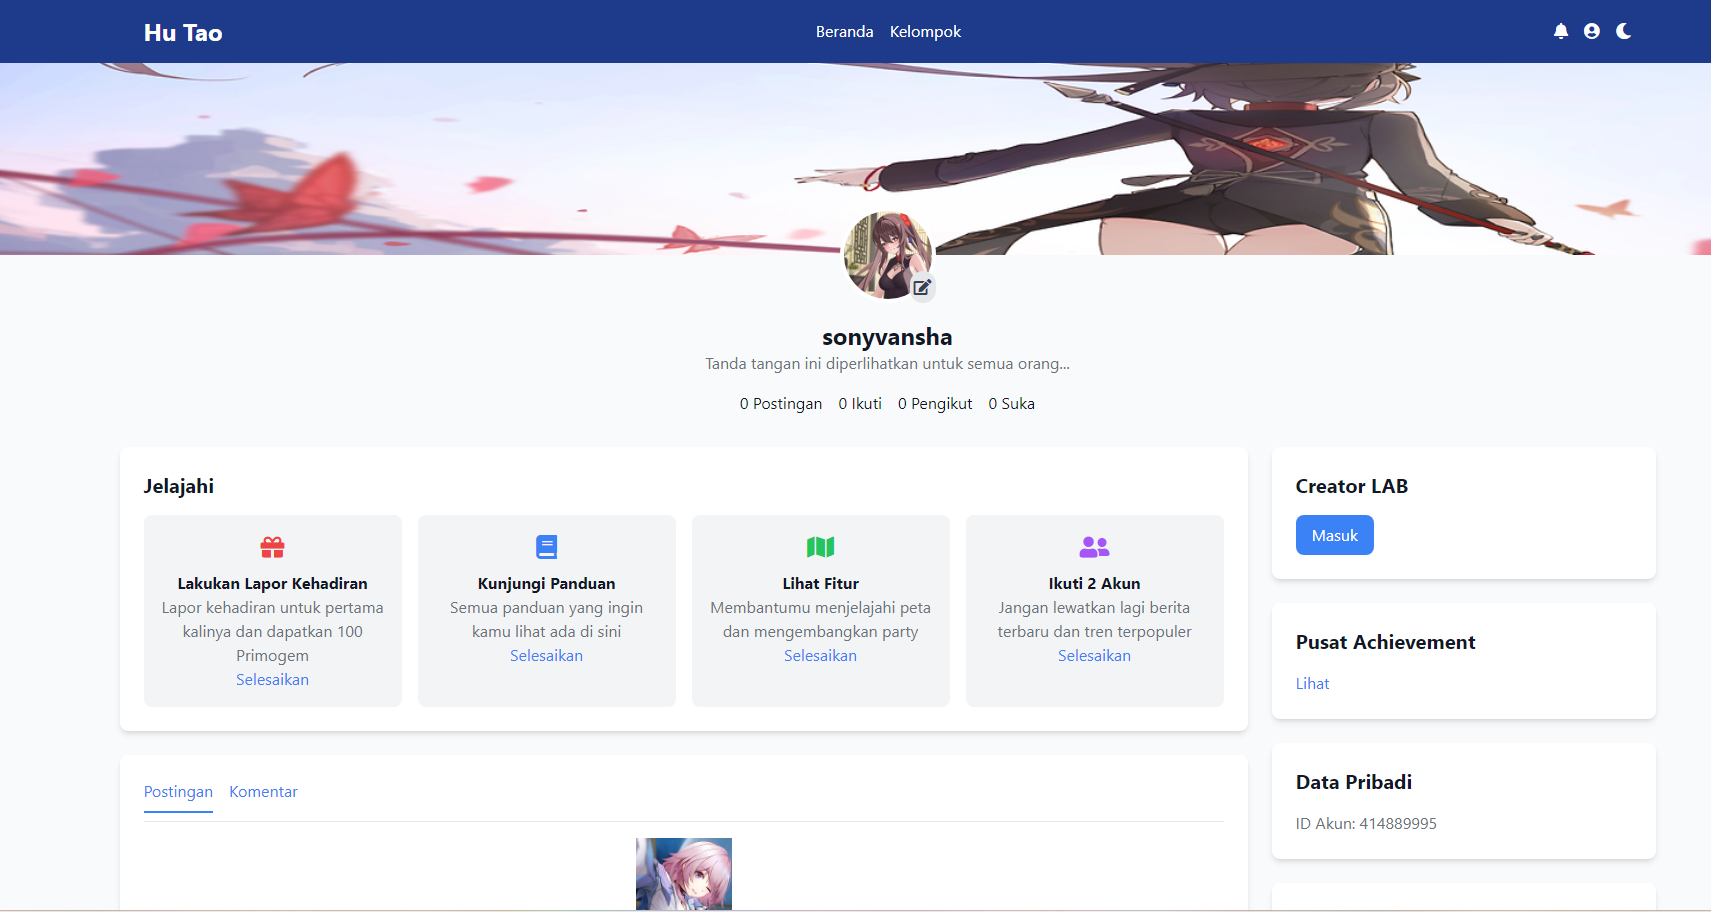 Hu Tao
Beranda Kelompok
sonyvansha
Tanda tangan ini diperlihatkan untuk semua orang...
0 Postingan 0 Ikuti 0 Pengikut 0 Suka
Jelajahi
Lakukan Lapor Kehadiran
Lapor kehadiran untuk pertama
kalinya dan dapatkan 100
Primogem
Selesaikan
Kunjungi Panduan
Semua panduan yang ingin
kamu lihat ada di sini
Selesaikan
Lihat Fitur
Membantumu menjelajahi peta
dan mengembangkan party
Selesaikan
Ikuti 2 Akun
Jangan lewatkan lagi berita
terbaru dan tren terpopuler
Selesaikan
Postingan Komentar
Creator LAB
Masuk
Pusat Achievement
Lihat
Data Pribadi
ID Akun: 414889995